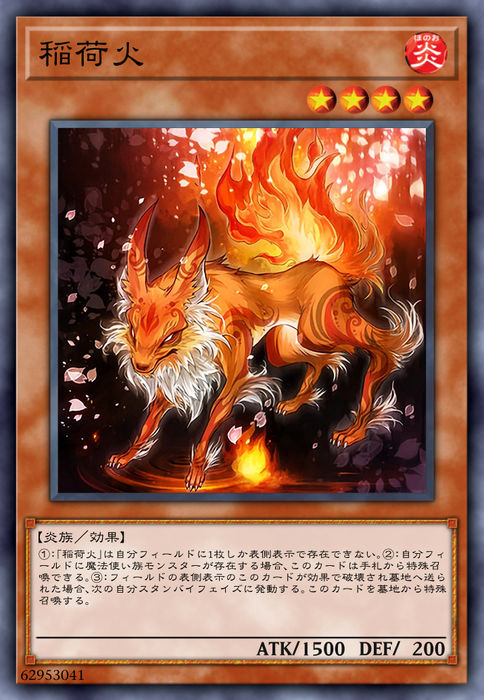 稲荷火
ほのお
炎
【炎族／効果】
①：「稲荷火」は自分フィールドに1枚しか表側表示で存在できない。②：自分フィ
ールドに魔法使い族モンスターが存在する場合、このカードは手札から特殊召
喚できる。③：フィールドの表側表示のこのカードが効果で破壊され墓地へ送ら
れた場合、次の自分スタンバイフェイズに発動する。このカードを墓地から特殊
召喚する。
ATK/1500 DEF/ 200
62953041